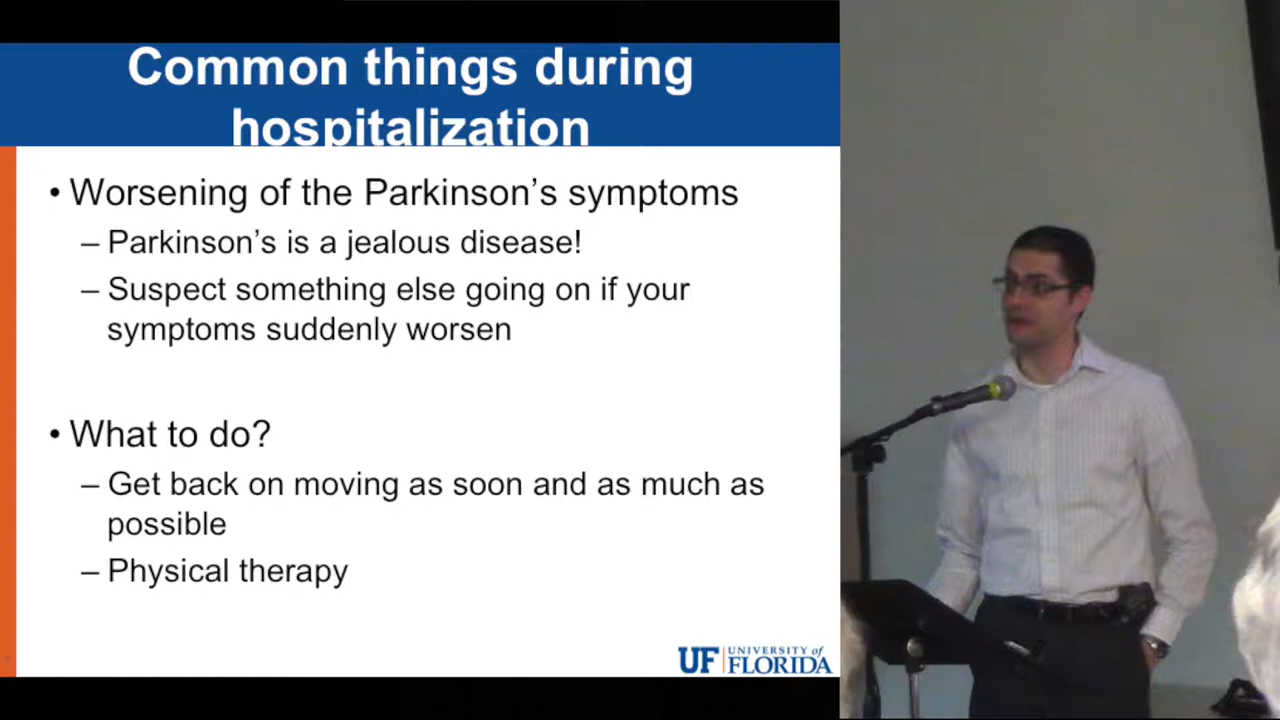 Common things during
hospitalization
• Worsening of the Parkinson’s symptoms
– Parkinson’s is a jealous disease!
– Suspect something else going on if your
symptoms suddenly worsen
• What to do?
– Get back on moving as soon and as much as
possible
– Physical therapy
UF UNIVERSITY of
FLORIDA